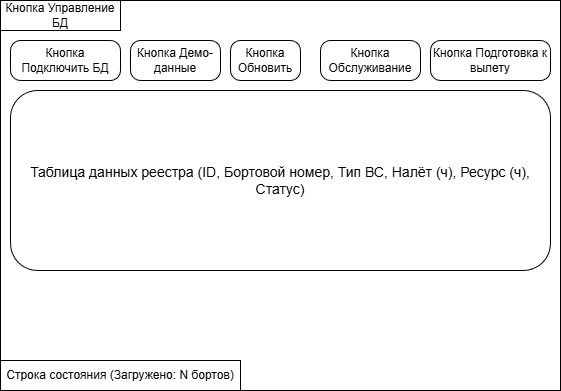 Кнопка Управление
БД
Кнопка
Подключить БД
Кнопка Демо-
данные
Кнопка
Обновить
Кнопка
Обслуживание
Кнопка Подготовка к
вылету
Таблица данных реестра (ID, Бортовой номер, Тип ВС, Налёт (ч), Ресурс (ч),
Статус)
Строка состояния (Загружено: N бортов)